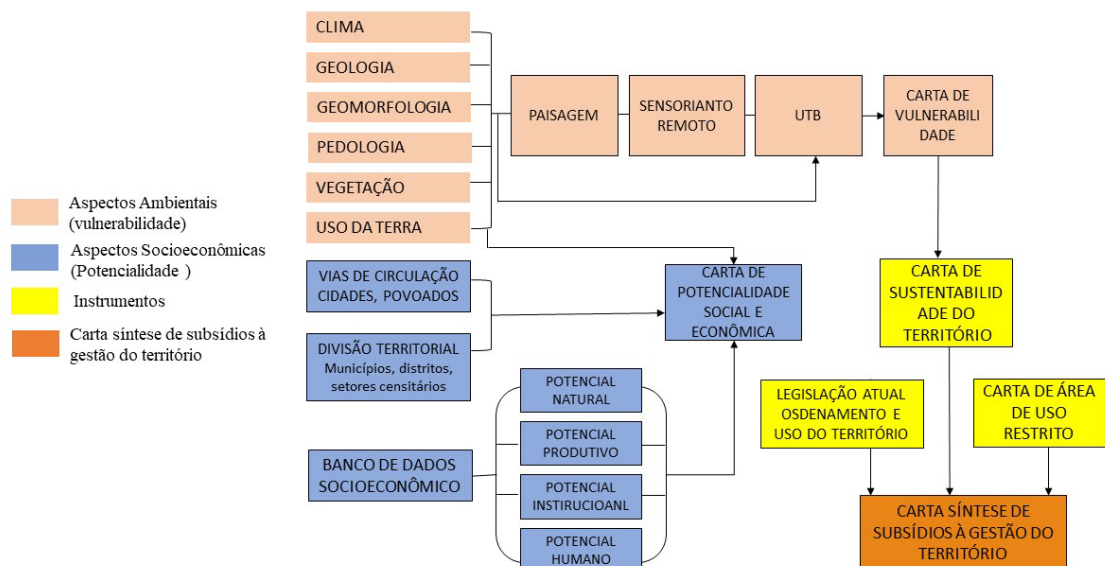 CLIMA
GEOLOGIA
GEOMORFOLOGIA
PEDOLOGIA
VEGETAÇÃO
USO DA TERRA
PAISAGEM
SENSORIANTO
REMOTO
UTB
CARTA DE
VULNERABILI
DADE
Aspectos Ambientais
(vulnerabilidade)
Aspectos Socioeconômicas
(Potencialidade )
Instrumentos
Carta síntese de subsídios à
gestão do território
VIAS DE CIRCULAÇÃO
CIDADES, POVOADOS
DIVISÃO TERRITORIAL
Municípios, distritos,
setores censitários
BANCO DE DADOS
SOCIOECONÔMICO
POTENCIAL
NATURAL
POTENCIAL
PRODUTIVO
POTENCIAL
INSTIRUCIOANL
POTENCIAL
HUMANO
CARTA DE
POTENCIALIDADE
SOCIAL E
ECONÔMICA
CARTA DE
SUSTENTABILID
ADE DO
TERRITÓRIO
LEGISLAÇÃO ATUAL
OSDENAMENTO E
USO DO TERRITÓRIO
CARTA DE ÁREA
DE USO
RESTRITO
CARTA SÍNTESE DE
SUBSÍDIOS À GESTÃO DO
TERRITÓRIO